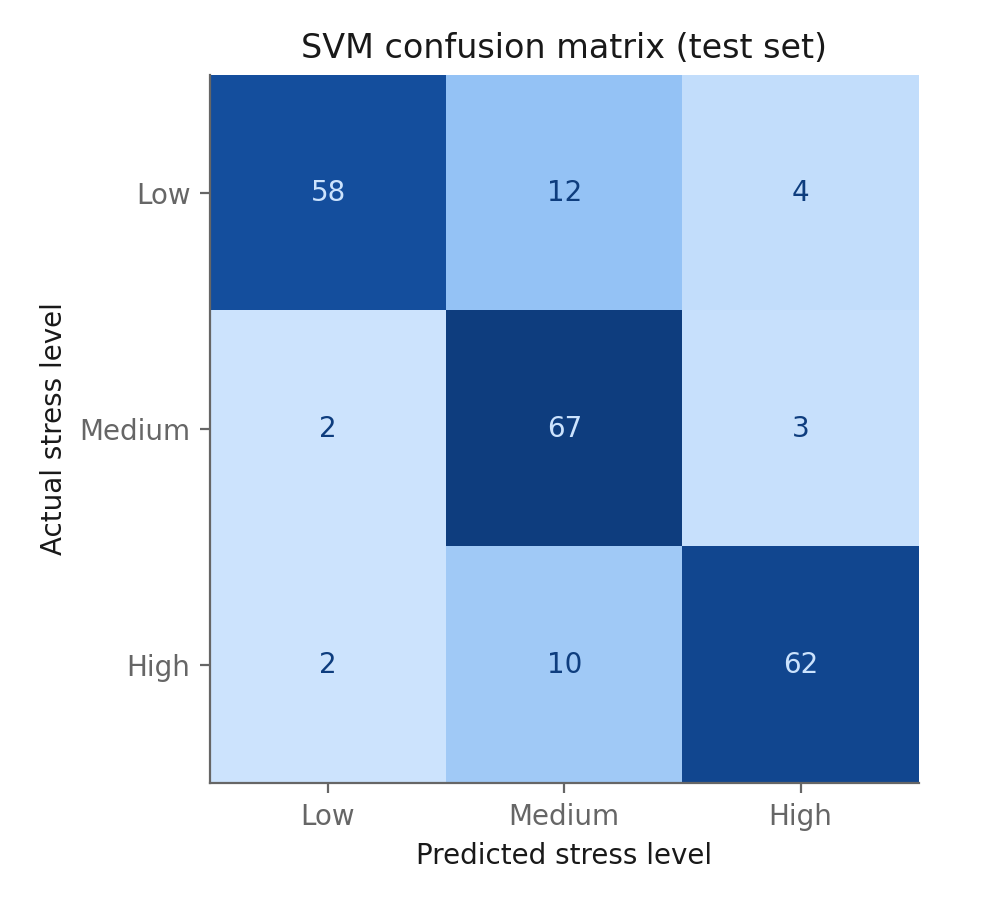 SVM confusion matrix (test set)
Actual stress level
Low
58
12
4
Medium
2
67
3
High
2
10
62
Low
Medium
High
Predicted stress level